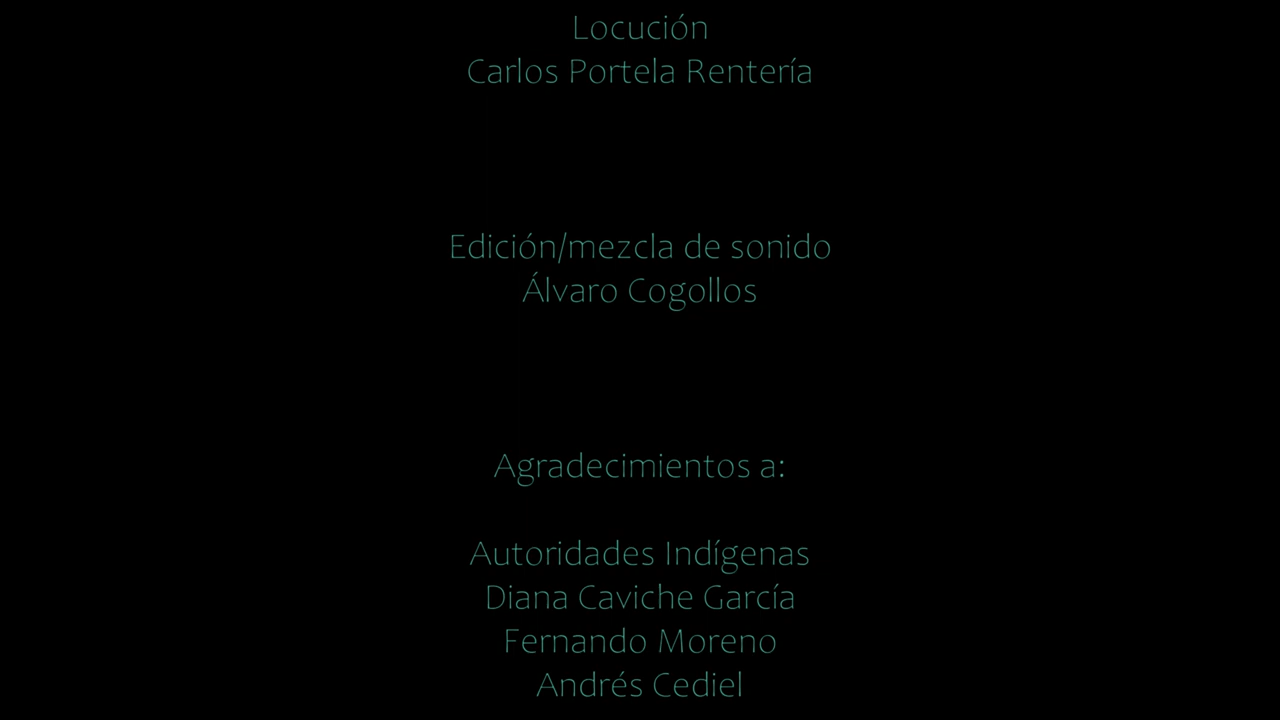 Locución
Carlos Portela Rentería
Edición/mezcla de sonido
Álvaro Cogollos
Agradecimientos a:
Autoridades Indígenas
Diana Caviche García
Fernando Moreno
Andrés Cediel